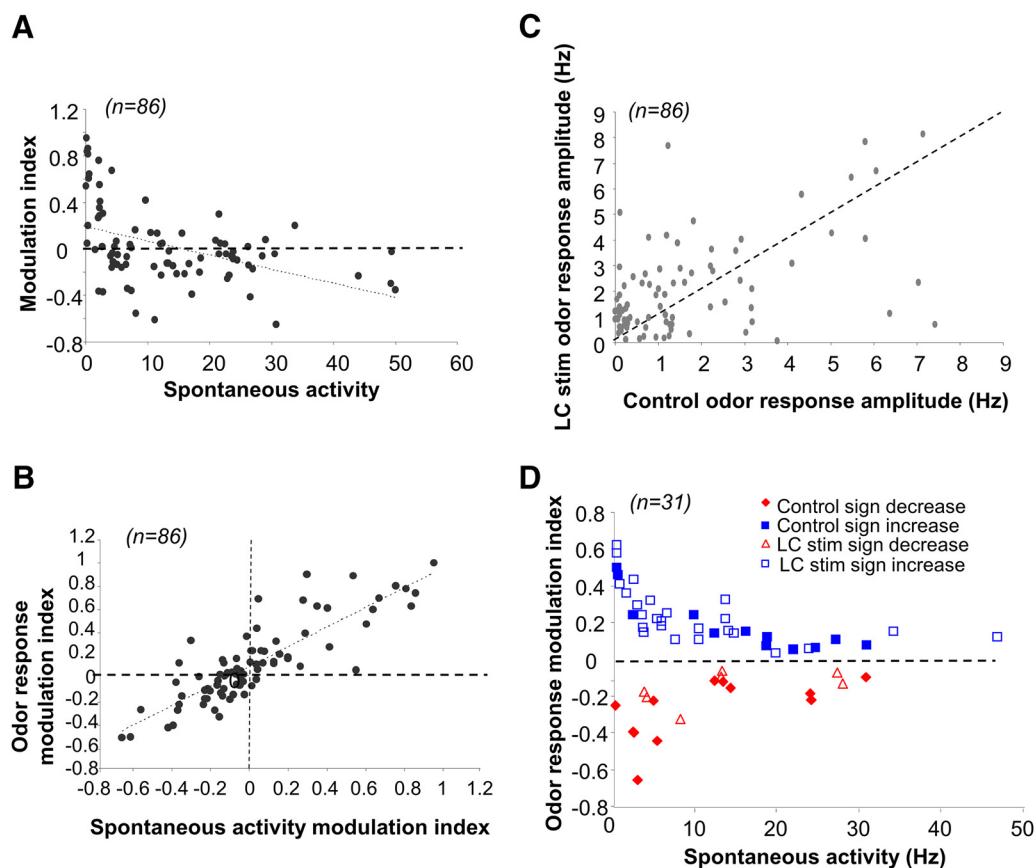 A
(n=86)
Modulation index
1.2
0.8
0.4
0
-0.4
-0.8
0 10 20 30 40 50 60
Spontaneous activity
B
(n=86)
Odor response
modulation index
1.2
1
0.8
0.6
0.4
0.2
0
-0.2
-0.4
-0.6
-0.8
-0.8 -0.6 -0.4 -0.2 0 0.2 0.4 0.6 0.8 1 1.2
Spontaneous activity modulation index
C
(n=86)
LC stim odor response amplitude (Hz)
9
8
7
6
5
4
3
2
1
0
0 1 2 3 4 5 6 7 8 9
Control odor response amplitude (Hz)
D
(n=31)
Control sign decrease
Control sign increase
LC stim sign decrease
LC stim sign increase
Odor response modulation index
0.8
0.6
0.4
0.2
0
-0.2
-0.4
-0.6
-0.8
0 10 20 30 40 50
Spontaneous activity (Hz)